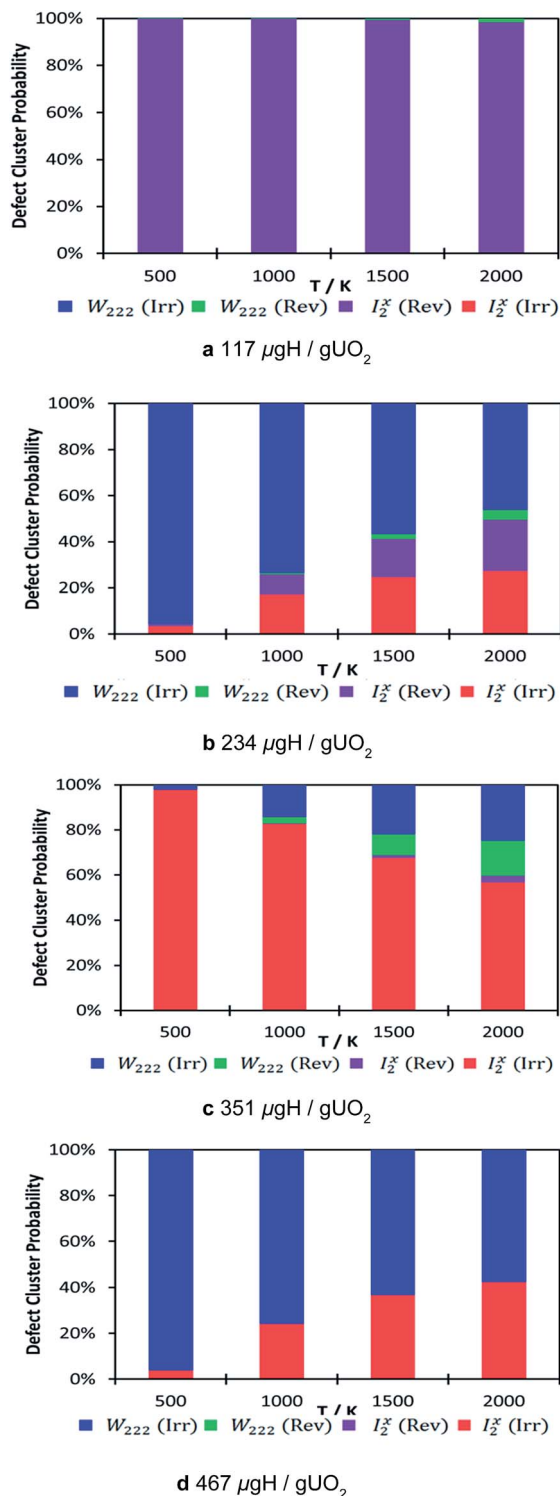 Defect Cluster Probability
100%
80%
60%
40%
20%
0%
500 1000 1500 2000
T / K
W₂₂₂ (Irr) W₂₂₂ (Rev) I₂ˣ (Rev) I₂ˣ (Irr)
a 117 µgH / gUO₂
Defect Cluster Probability
100%
80%
60%
40%
20%
0%
500 1000 1500 2000
T / K
W₂₂₂ (Irr) W₂₂₂ (Rev) I₂ˣ (Rev) I₂ˣ (Irr)
b 234 µgH / gUO₂
Defect Cluster Probability
100%
80%
60%
40%
20%
0%
500 1000 1500 2000
T / K
W₂₂₂ (Irr) W₂₂₂ (Rev) I₂ˣ (Rev) I₂ˣ (Irr)
c 351 µgH / gUO₂
Defect Cluster Probability
100%
80%
60%
40%
20%
0%
500 1000 1500 2000
T / K
W₂₂₂ (Irr) W₂₂₂ (Rev) I₂ˣ (Rev) I₂ˣ (Irr)
d 467 µgH / gUO₂